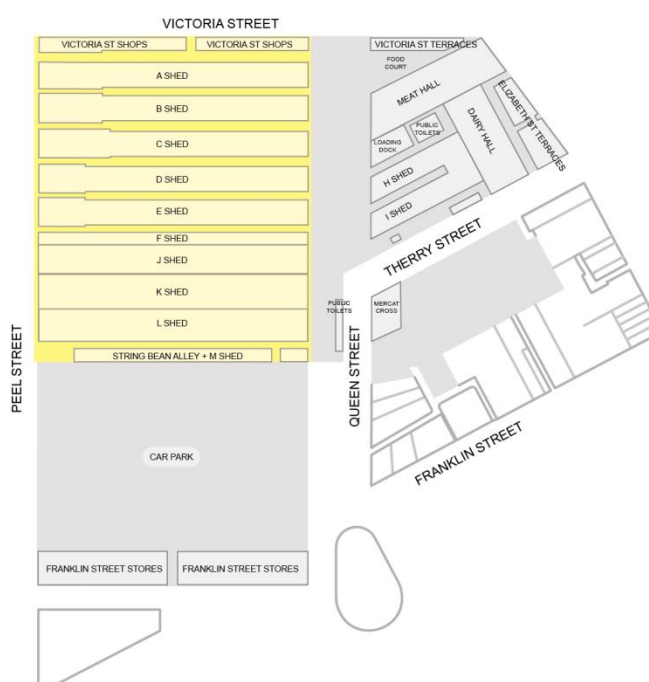 VICTORIA STREET
VICTORIA ST SHOPS
VICTORIA ST SHOPS
VICTORIA ST TERRACES
FOOD
COURT
A SHED
MEAT HALL
ELIZABETH ST TERRACES
B SHED
DAIRY HALL
PUBLIC
TOILETS
C SHED
LOADING
DOCK
D SHED
H SHED
E SHED
I SHED
F SHED
THERRY STREET
J SHED
K SHED
PUBLIC
TOILETS
MERCAT
CROSS
L SHED
PEEL STREET
QUEEN STREET
STRING BEAN ALLEY + M SHED
FRANKLIN STREET
CAR PARK
FRANKLIN STREET STORES
FRANKLIN STREET STORES